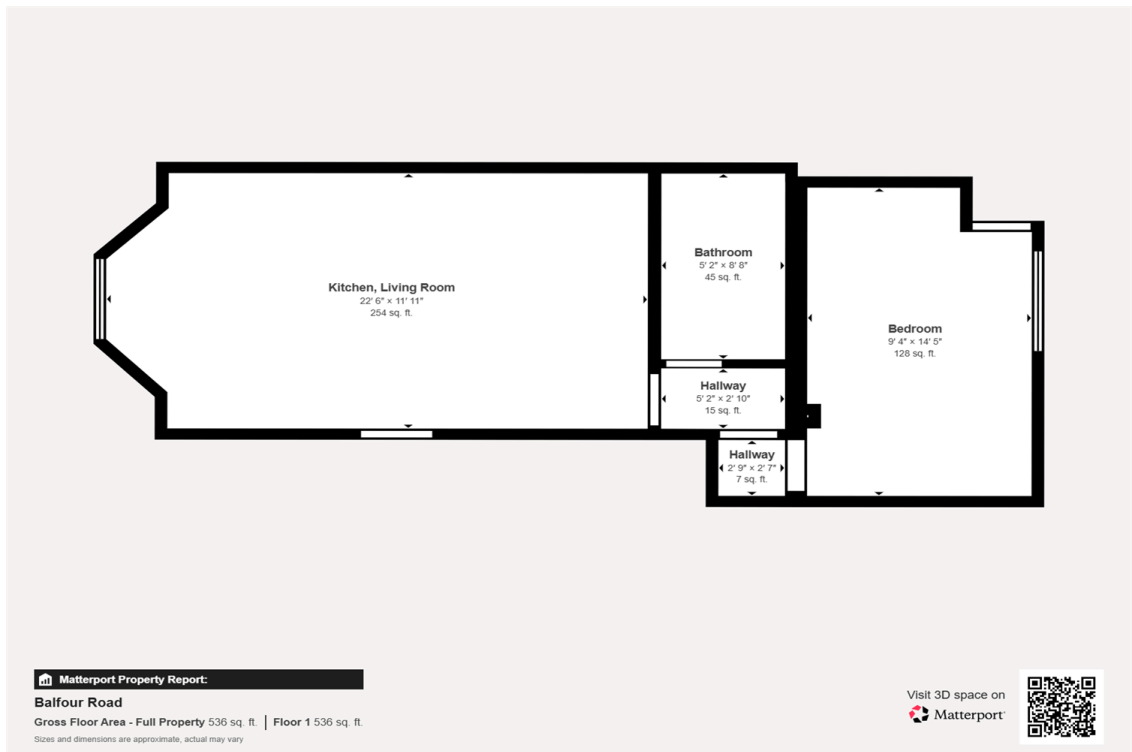 Kitchen, Living Room
22' 6" × 11' 11"
254 sq. ft.
Bathroom
5' 2" × 8' 8"
45 sq. ft.
Bedroom
9' 4" × 14' 5"
128 sq. ft.
Hallway
5' 2" × 2' 10"
15 sq. ft.
Hallway
2' 9" × 2' 7"
7 sq. ft.
Matterport Property Report:
Balfour Road
Gross Floor Area - Full Property 536 sq. ft. | Floor 1 536 sq. ft.
Sizes and dimensions are approximate, actual may vary
Visit 3D space on
Matterport